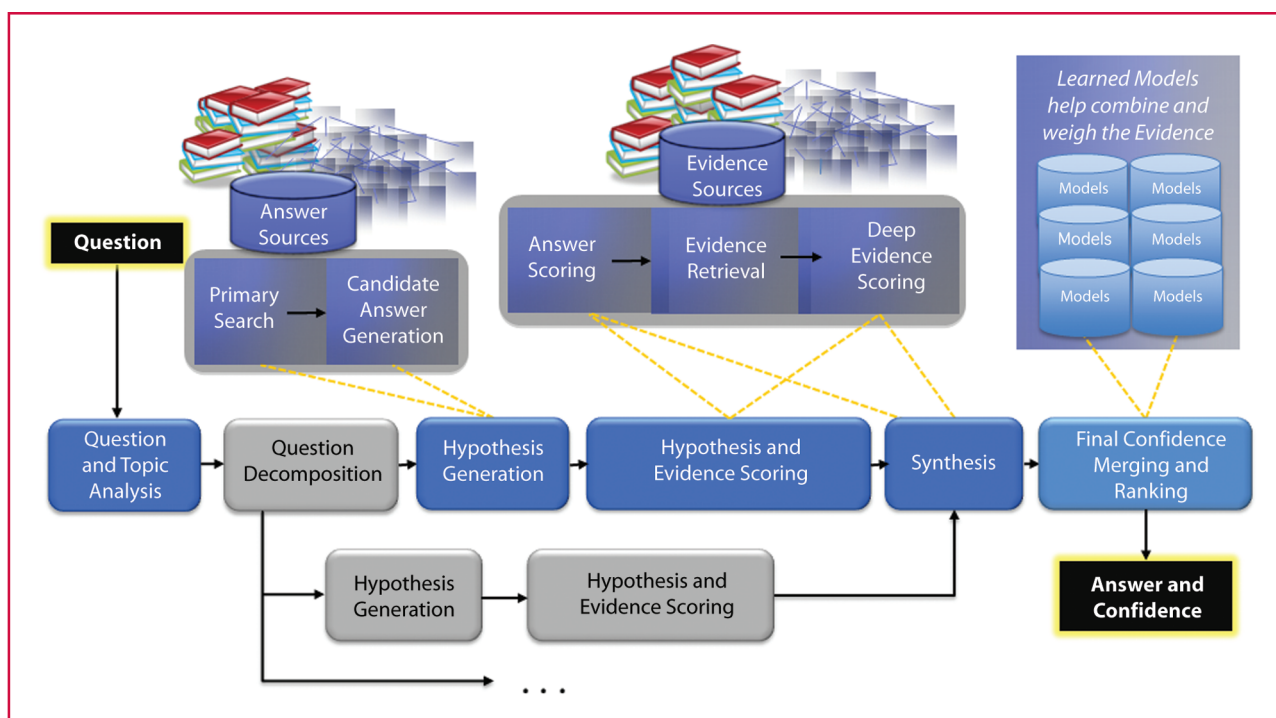 Learned Models
help combine and
weigh the Evidence
Models
Models
Models
Models
Models
Models
Evidence
Sources
Answer
Sources
Question
Primary
Search
Candidate
Answer
Generation
Answer
Scoring
Evidence
Retrieval
Deep
Evidence
Scoring
Question
and Topic
Analysis
Question
Decomposition
Hypothesis
Generation
Hypothesis and
Evidence Scoring
Synthesis
Final Confidence
Merging and
Ranking
Hypothesis
Generation
Hypothesis and
Evidence Scoring
Answer and
Confidence
. . .